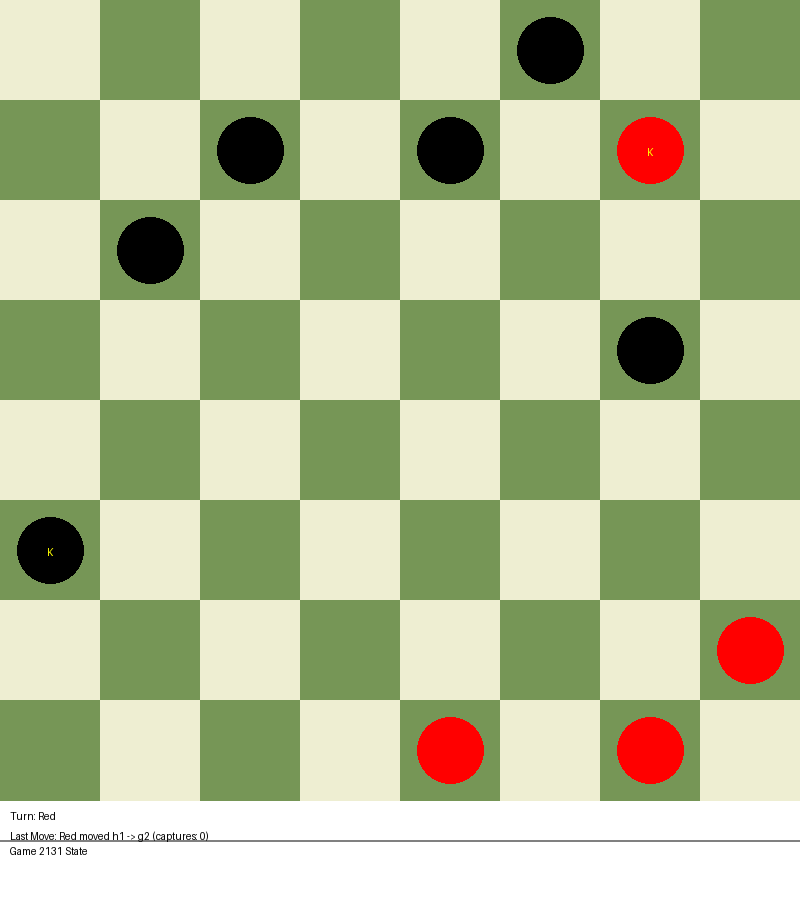 K
K
Turn: Red
Last Move: Red moved h1 -> g2 (captures: 0)
Game 2131 State